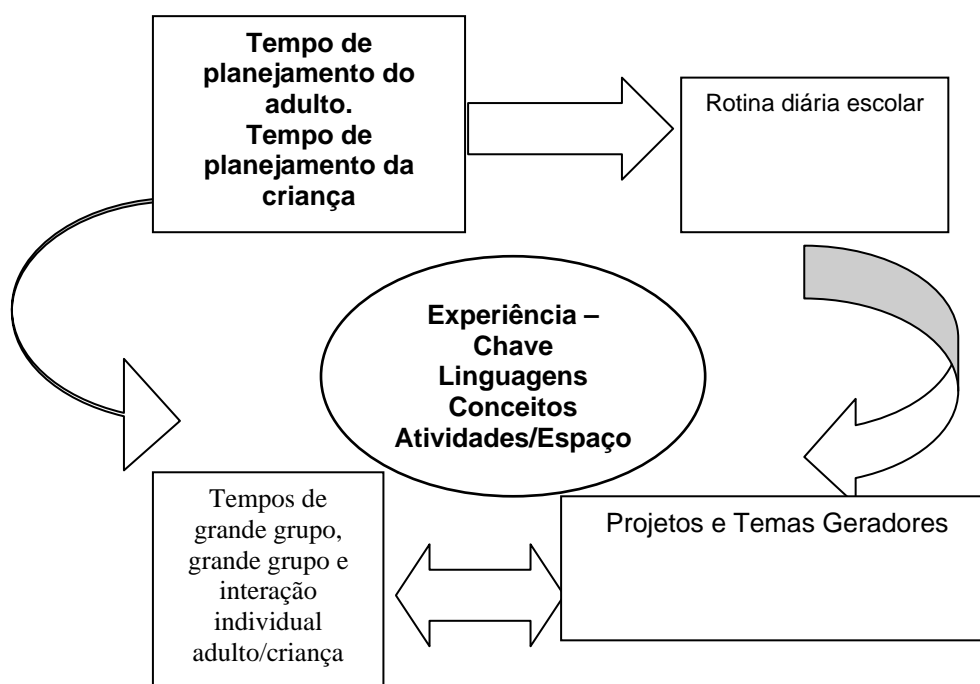 Tempo de
planejamento do
adulto.
Tempo de
planejamento da
criança
Rotina diária escolar
Experiência –
Chave
Linguagens
Conceitos
Atividades/Espaço
Tempos de
grande grupo,
grande grupo e
interação
individual
adulto/criança
Projetos e Temas Geradores